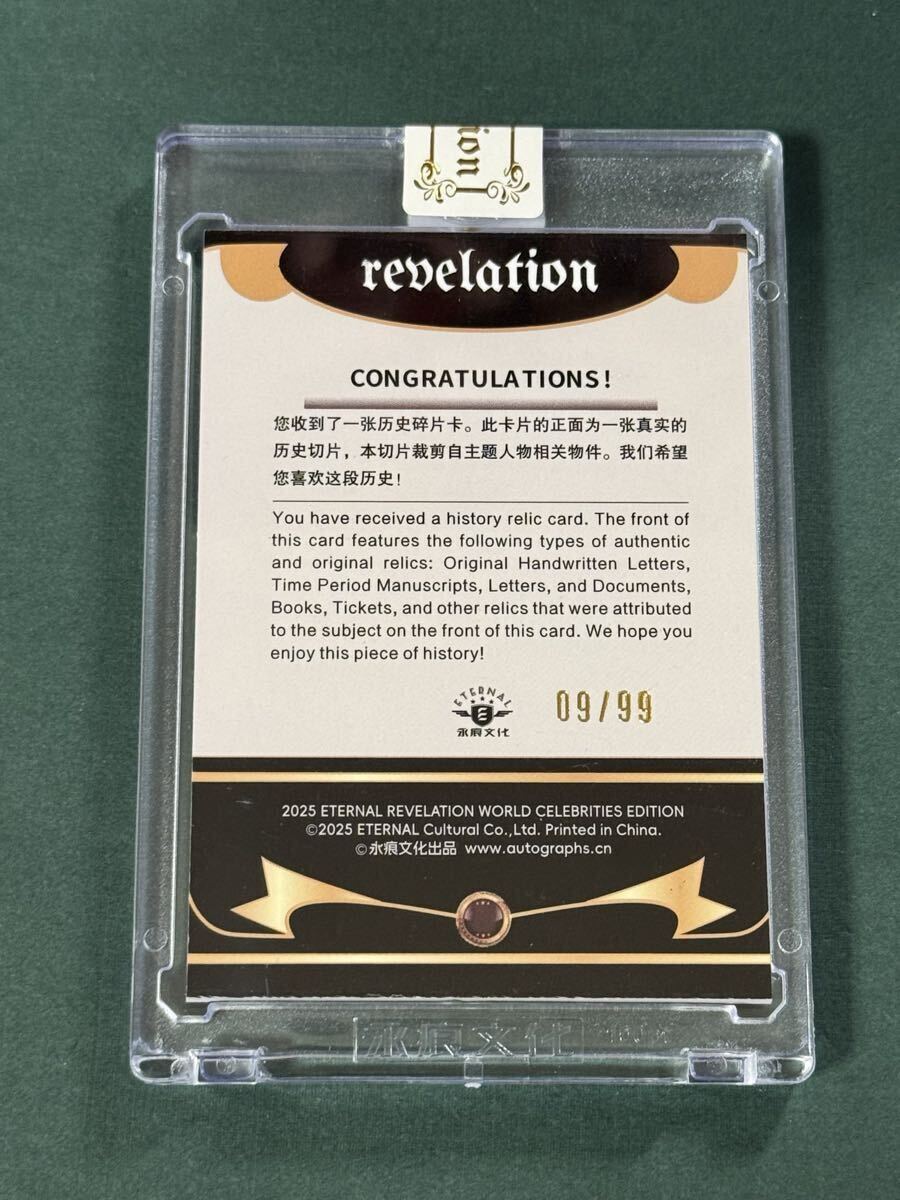 tion
revelation
CONGRATULATIONS!
您收到了一张历史碎片卡。此卡片的正面为一张真实的
历史切片，本切片裁剪自主题人物相关物件。我们希望
您喜欢这段历史!
You have received a history relic card. The front of
this card features the following types of authentic
and original relics: Original Handwritten Letters,
Time Period Manuscripts, Letters, and Documents,
Books, Tickets, and other relics that were attributed
to the subject on the front of this card. We hope you
enjoy this piece of history!
ETERNAL
E
永痕文化
09/99
2025 ETERNAL REVELATION WORLD CELEBRITIES EDITION
©2025 ETERNAL Cultural Co.,Ltd. Printed in China.
©永痕文化出品 www.autographs.cn
永痕文化